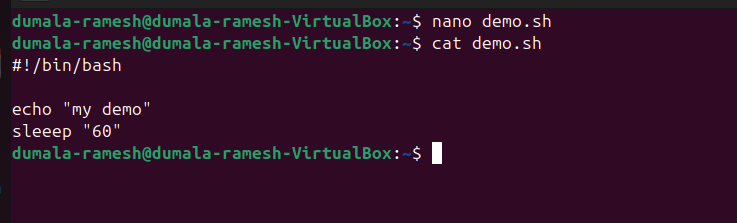 dumala-ramesh@dumala-ramesh-VirtualBox:~$ nano demo.sh
dumala-ramesh@dumala-ramesh-VirtualBox:~$ cat demo.sh
#!/bin/bash

echo "my demo"
sleeep "60"
dumala-ramesh@dumala-ramesh-VirtualBox:~$